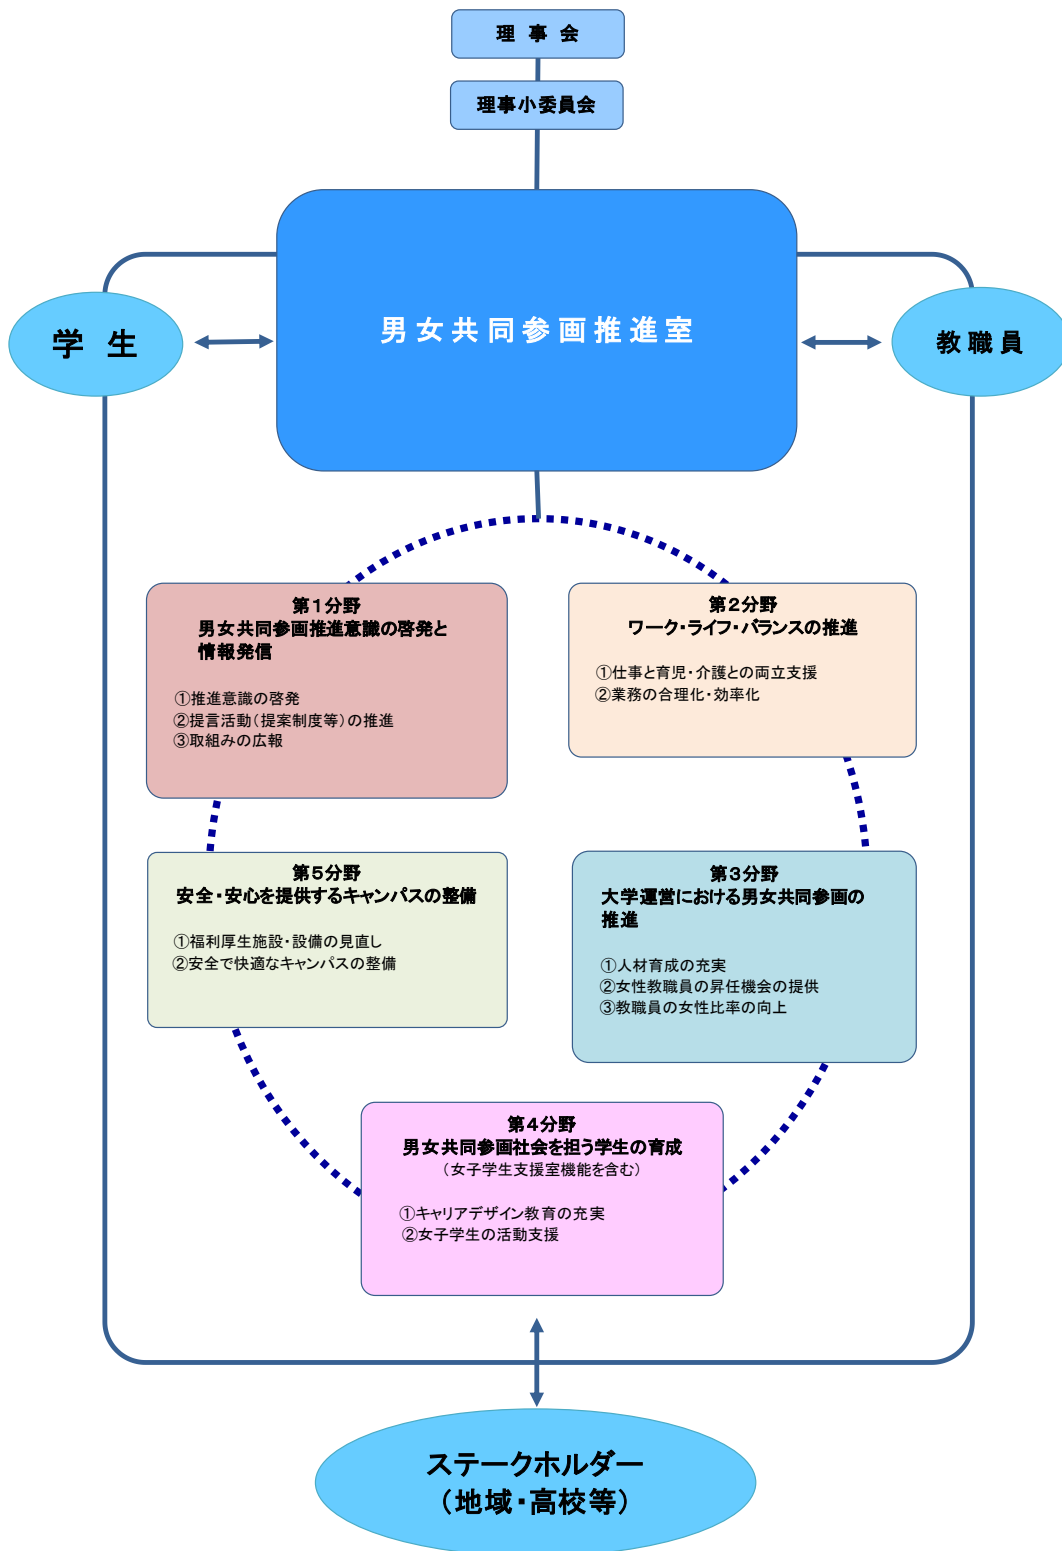 理 事 会
理事小委員会
男女共同参画推進室
学 生
教職員
第1分野
男女共同参画推進意識の啓発と
情報発信
①推進意識の啓発
②提言活動（提案制度等）の推進
③取組みの広報
第2分野
ワーク・ライフ・バランスの推進
①仕事と育児・介護との両立支援
②業務の合理化・効率化
第5分野
安全・安心を提供するキャンパスの整備
①福利厚生施設・設備の見直し
②安全で快適なキャンパスの整備
第3分野
大学運営における男女共同参画の
推進
①人材育成の充実
②女性教職員の昇任機会の提供
③教職員の女性比率の向上
第4分野
男女共同参画社会を担う学生の育成
（女子学生支援室機能を含む）
①キャリアデザイン教育の充実
②女子学生の活動支援
ステークホルダー
（地域・高校等）